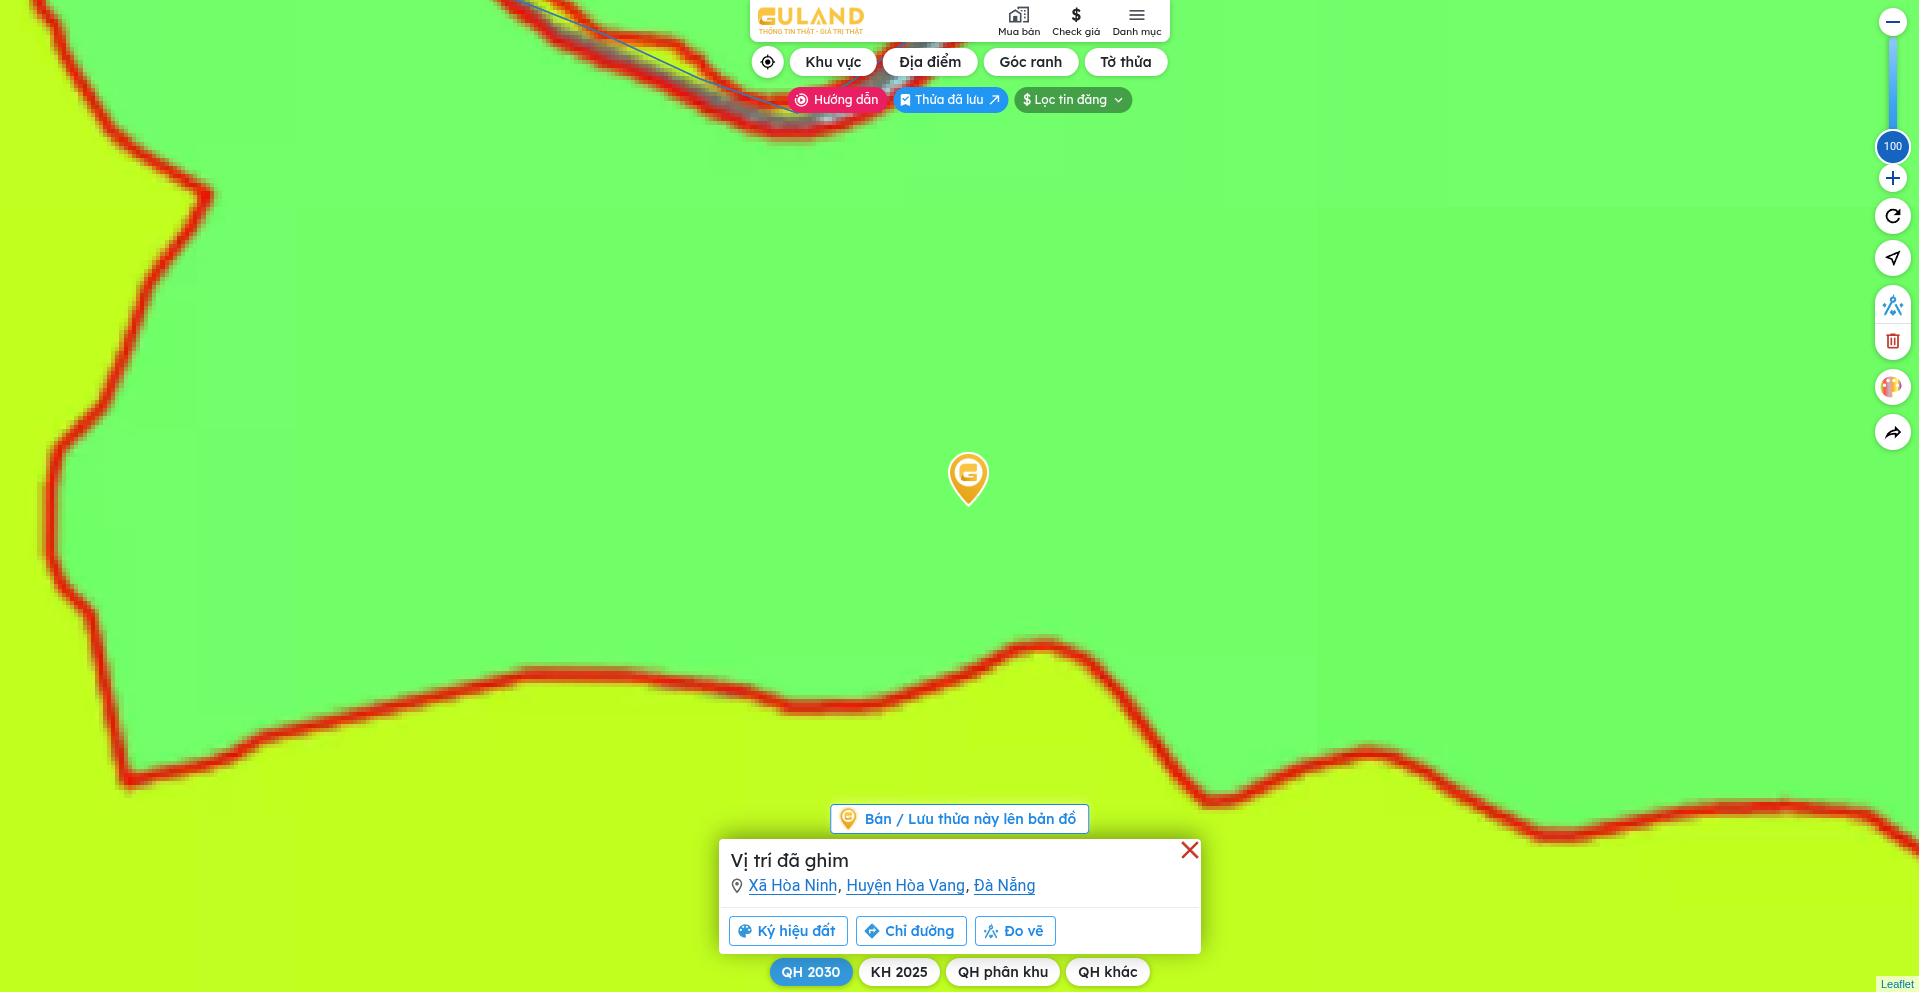 GULAND
THÔNG TIN THẬT - GIÁ TRỊ THẬT
Mua bán
$ Check giá
Danh mục
Khu vực
Địa điểm
Góc ranh
Tờ thửa
Hướng dẫn
Thửa đã lưu
$ Lọc tin đăng
100
Bán / Lưu thửa này lên bản đồ
Vị trí đã ghim
Xã Hòa Ninh, Huyện Hòa Vang, Đà Nẵng
Ký hiệu đất
Chỉ đường
Đo vẽ
QH 2030
KH 2025
QH phân khu
QH khác
Leaflet